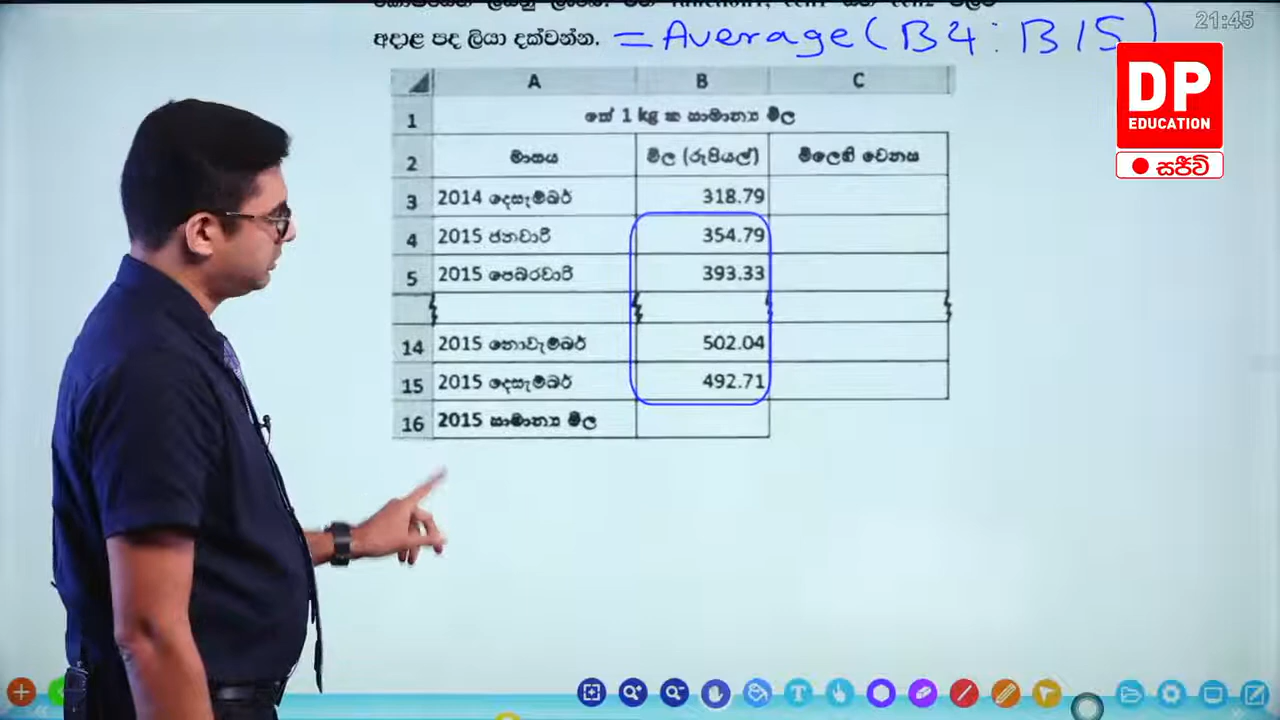 අදාළ පද ලියා දක්වන්න. =Average(B4:B15)
21:45
DP
EDUCATION
සජීවි
A B C
1 තේ 1 kg ක සාමාන්‍ය මිල
2 මාසය මිල (රුපියල්) මිලෙහි වෙනස
3 2014 දෙසැම්බර් 318.79
4 2015 ජනවාරි 354.79
5 2015 පෙබරවාරි 393.33
14 2015 නොවැම්බර් 502.04
15 2015 දෙසැම්බර් 492.71
16 2015 සාමාන්‍ය මිල